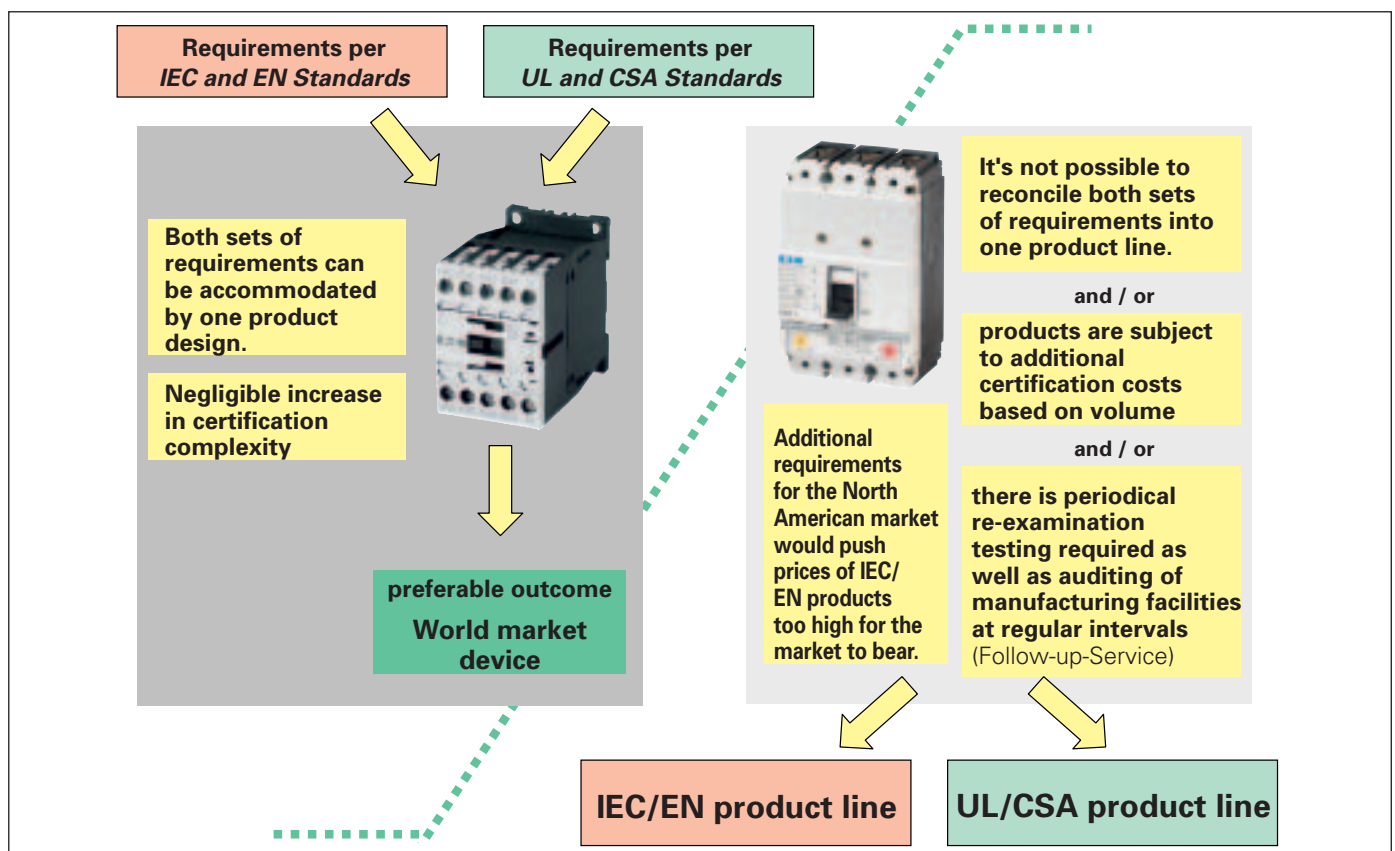 Requirements per
IEC and EN Standards
Requirements per
UL and CSA Standards
Both sets of
requirements can
be accommodated
by one product
design.
Negligible increase
in certification
complexity
preferable outcome
World market
device
It's not possible to
reconcile both sets
of requirements into
one product line.
and / or
products are subject
to additional
certification costs
based on volume
and / or
there is periodical
re-examination
testing required as
well as auditing of
manufacturing facilities
at regular intervals
(Follow-up-Service)
Additional
requirements
for the North
American market
would push
prices of IEC/
EN products
too high for the
market to bear.
IEC/EN product line
UL/CSA product line